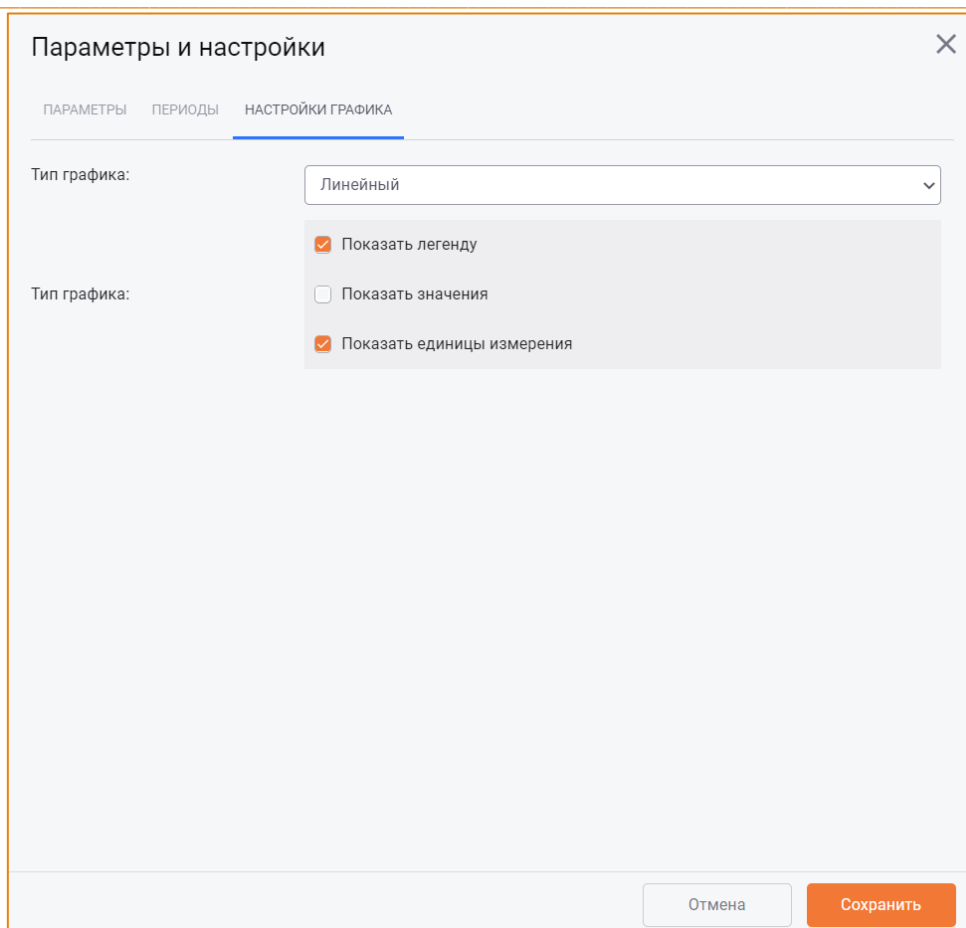 Параметры и настройки
ПАРАМЕТРЫ ПЕРИОДЫ НАСТРОЙКИ ГРАФИКА
Тип графика: Линейный
Показать легенду
Тип графика: Показать значения
Показать единицы измерения
Отмена Сохранить